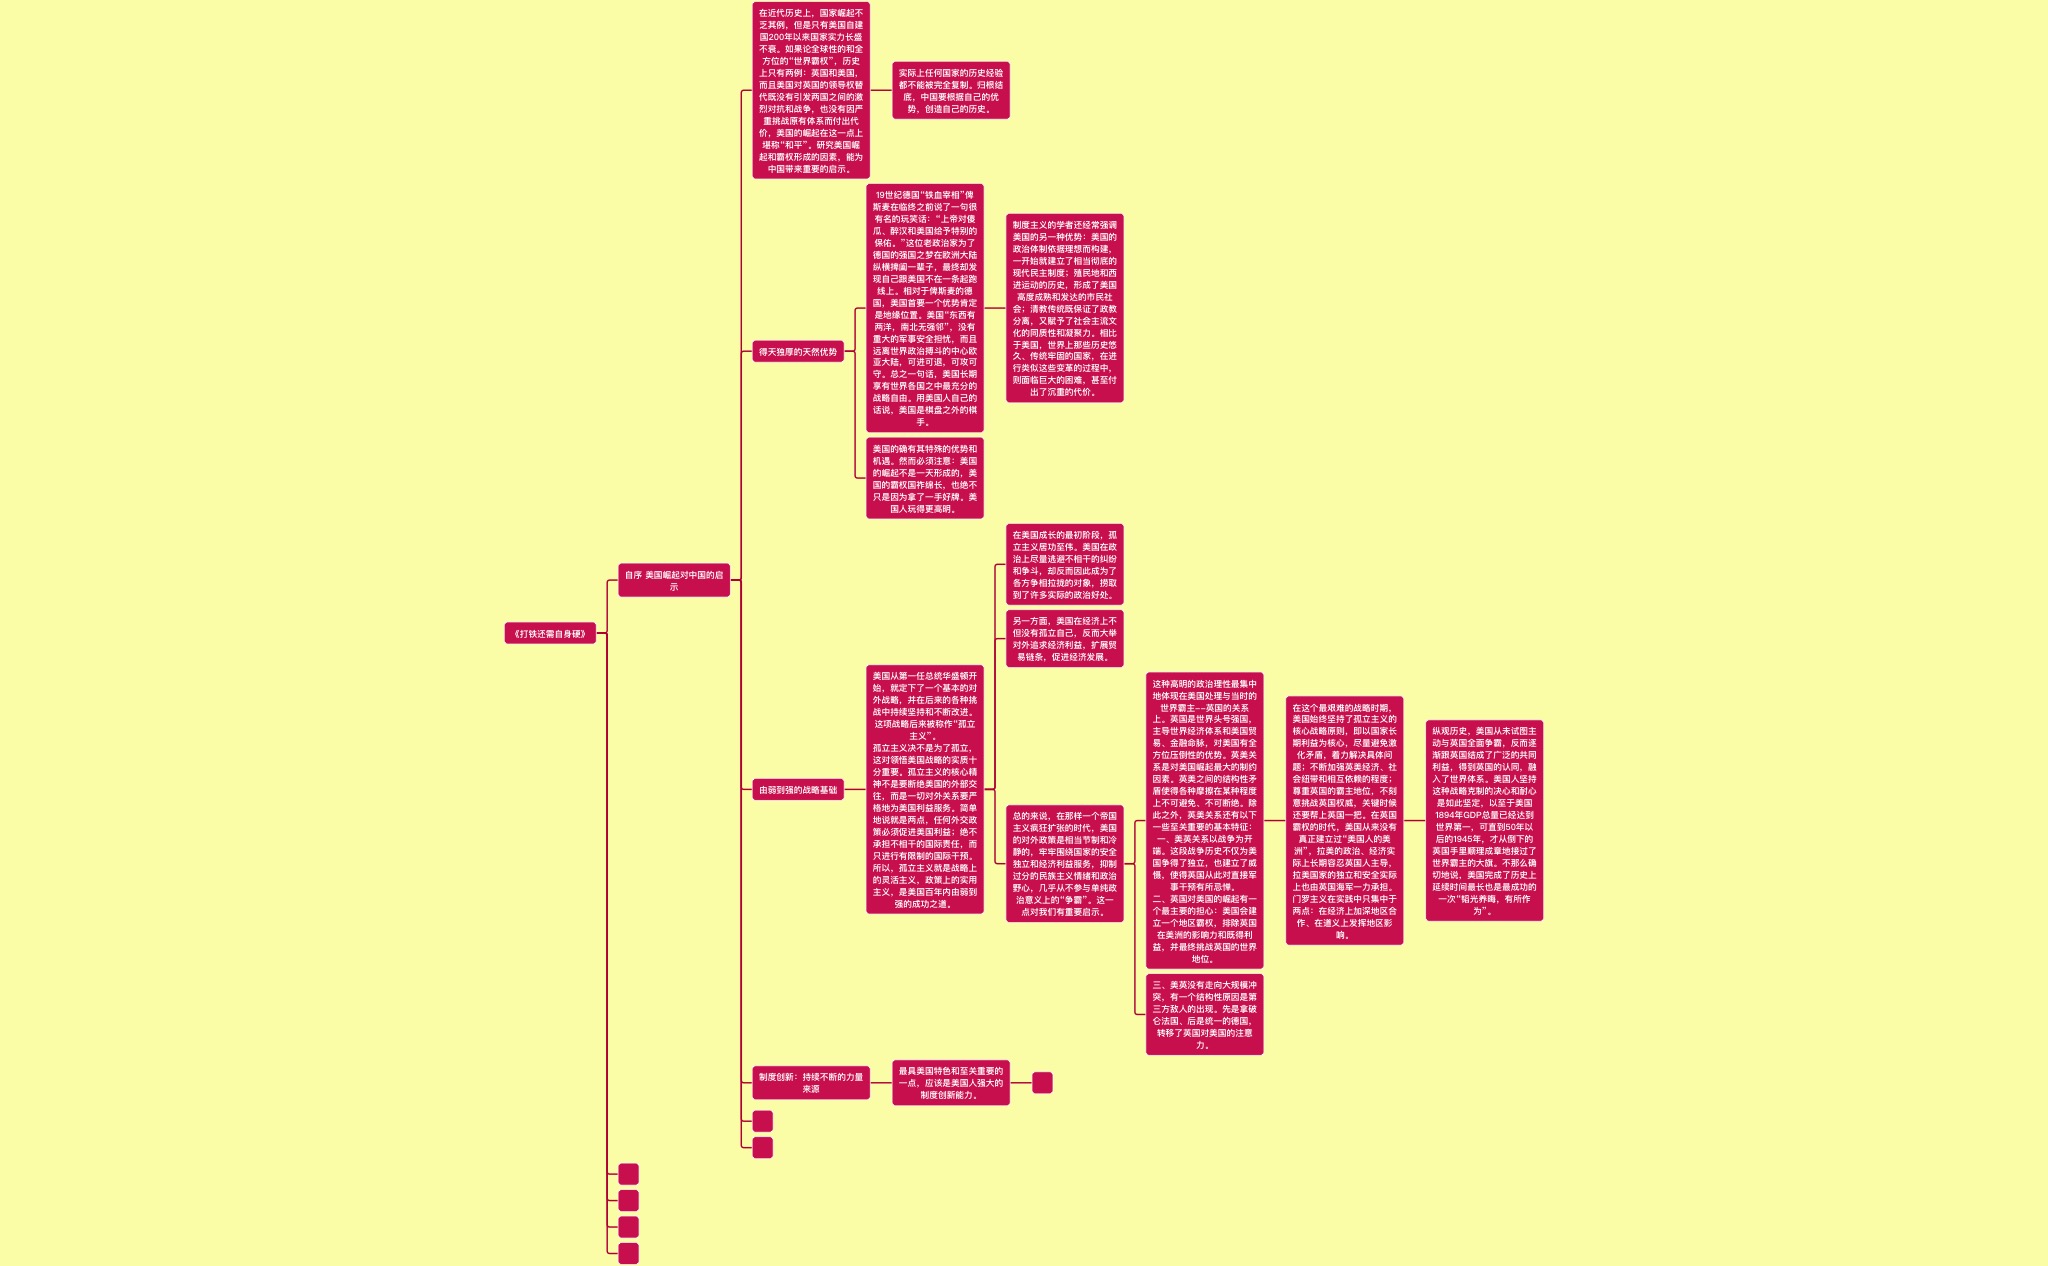 《打铁还需自身硬》
自序 美国崛起对中国的启
示
在近代历史上，国家崛起不
乏其例，但是只有美国自建
国200年以来国家实力长盛
不衰。如果论全球性的和全
方位的“世界霸权”，历史
上只有两例：英国和美国，
而且美国对英国的领导权替
代既没有引发两国之间的激
烈对抗和战争，也没有因严
重挑战原有体系而付出代
价，美国的崛起在这一点上
堪称“和平”。研究美国崛
起和霸权形成的因素，能为
中国带来重要的启示。
实际上任何国家的历史经验
都不能被完全复制。归根结
底，中国要根据自己的优
势，创造自己的历史。
得天独厚的天然优势
19世纪德国“铁血宰相”俾
斯麦在临终之前说了一句很
有名的玩笑话：“上帝对傻
瓜、醉汉和美国给予特别的
保佑。”这位老政治家为了
德国的强国之梦在欧洲大陆
纵横捭阖一辈子，最终却发
现自己跟美国不在一条起跑
线上。相对于俾斯麦的德
国，美国首要一个优势肯定
是地缘位置。美国“东西有
两洋，南北无强邻”，没有
重大的军事安全担忧，而且
远离世界政治搏斗的中心欧
亚大陆，可进可退，可攻可
守。总之一句话，美国长期
享有世界各国之中最充分的
战略自由。用美国人自己的
话说，美国是棋盘之外的棋
手。
制度主义的学者还经常强调
美国的另一种优势：美国的
政治体制依据理想而构建，
一开始就建立了相当彻底的
现代民主制度；殖民地和西
进运动的历史，形成了美国
高度成熟和发达的市民社
会；清教传统既保证了政教
分离，又赋予了社会主流文
化的同质性和凝聚力。相比
于美国，世界上那些历史悠
久、传统牢固的国家，在进
行类似这些变革的过程中，
则面临巨大的困难，甚至付
出了沉重的代价。
美国的确有其特殊的优势和
机遇。然而必须注意：美国
的崛起不是一天形成的，美
国的霸权国祚绵长，也绝不
只是因为拿了一手好牌。美
国人玩得更高明。
由弱到强的战略基础
美国从第一任总统华盛顿开
始，就定下了一个基本的对
外战略，并在后来的各种挑
战中持续坚持和不断改进。
这项战略后来被称作“孤立
主义”。
孤立主义决不是为了孤立，
这对领悟美国战略的实质十
分重要。孤立主义的核心精
神不是要断绝美国的外部交
往，而是一切对外关系要严
格地为美国利益服务。简单
地说就是两点，任何外交政
策必须促进美国利益；绝不
承担不相干的国际责任，而
只进行有限制的国际干预。
所以，孤立主义就是战略上
的灵活主义，政策上的实用
主义，是美国百年内由弱到
强的成功之道。
在美国成长的最初阶段，孤
立主义居功至伟。美国在政
治上尽量逃避不相干的纠纷
和争斗，却反而因此成为了
各方争相拉拢的对象，捞取
到了许多实际的政治好处。
另一方面，美国在经济上不
但没有孤立自己，反而大举
对外追求经济利益，扩展贸
易链条，促进经济发展。
总的来说，在那样一个帝国
主义疯狂扩张的时代，美国
的对外政策是相当节制和冷
静的，牢牢围绕国家的安全
独立和经济利益服务，抑制
过分的民族主义情绪和政治
野心，几乎从不参与单纯政
治意义上的“争霸”。这一
点对我们有重要启示。
这种高明的政治理性最集中
地体现在美国处理与当时的
世界霸主--英国的关系
上。英国是世界头号强国，
主导世界经济体系和美国贸
易、金融命脉，对美国有全
方位压倒性的优势。英美关
系是对美国崛起最大的制约
因素。英美之间的结构性矛
盾使得各种摩擦在某种程度
上不可避免、不可断绝。除
此之外，英美关系还有以下
一些至关重要的基本特征：
一、美英关系以战争为开
端。这段战争历史不仅为美
国争得了独立，也建立了威
慑，使得英国从此对直接军
事干预有所忌惮。
二、英国对美国的崛起有一
个最主要的担心：美国会建
立一个地区霸权，排除英国
在美洲的影响力和既得利
益，并最终挑战英国的世界
地位。
三、美英没有走向大规模冲
突，有一个结构性原因是第
三方敌人的出现。先是拿破
仑法国、后是统一的德国，
转移了英国对美国的注意
力。
在这个最艰难的战略时期，
美国始终坚持了孤立主义的
核心战略原则，即以国家长
期利益为核心，尽量避免激
化矛盾，着力解决具体问
题；不断加强英美经济、社
会纽带和相互依赖的程度；
尊重英国的霸主地位，不刻
意挑战英国权威，关键时候
还要帮上英国一把。在英国
霸权的时代，美国从来没有
真正建立过“美国人的美
洲”，拉美的政治、经济实
际上长期容忍英国人主导，
拉美国家的独立和安全实际
上也由英国海军一力承担。
门罗主义在实践中只集中于
两点：在经济上加深地区合
作、在道义上发挥地区影
响。
纵观历史，美国从未试图主
动与英国全面争霸，反而逐
渐跟英国结成了广泛的共同
利益，得到英国的认同，融
入了世界体系。美国人坚持
这种战略克制的决心和耐心
是如此坚定，以至于美国
1894年GDP总量已经达到
世界第一，可直到50年以
后的1945年，才从倒下的
英国手里顺理成章地接过了
世界霸主的大旗。不那么确
切地说，美国完成了历史上
延续时间最长也是最成功的
一次“韬光养晦，有所作
为”。
制度创新：持续不断的力量
来源
最具美国特色和至关重要的
一点，应该是美国人强大的
制度创新能力。